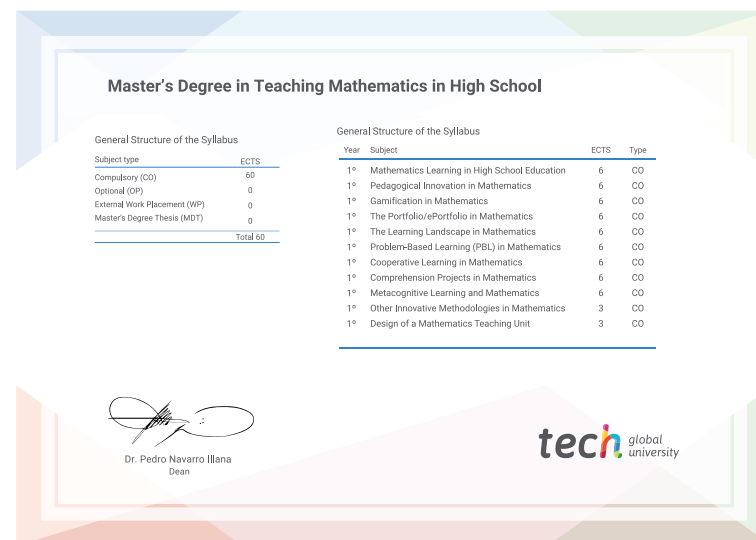 Master's Degree in Teaching Mathematics in High School
General Structure of the Syllabus
Subject type ECTS
Compulsory (CO) 60
Optional (OP) 0
External Work Placement (WP) 0
Master's Degree Thesis (MDT) 0
Total 60
General Structure of the Syllabus
Year Subject ECTS Type
1º Mathematics Learning in High School Education 6 CO
1º Pedagogical Innovation in Mathematics 6 CO
1º Gamification in Mathematics 6 CO
1º The Portfolio/ePortfolio in Mathematics 6 CO
1º The Learning Landscape in Mathematics 6 CO
1º Problem-Based Learning (PBL) in Mathematics 6 CO
1º Cooperative Learning in Mathematics 6 CO
1º Comprehension Projects in Mathematics 6 CO
1º Metacognitive Learning and Mathematics 6 CO
1º Other Innovative Methodologies in Mathematics 3 CO
1º Design of a Mathematics Teaching Unit 3 CO
Dr. Pedro Navarro Illana
Dean
tech global
university